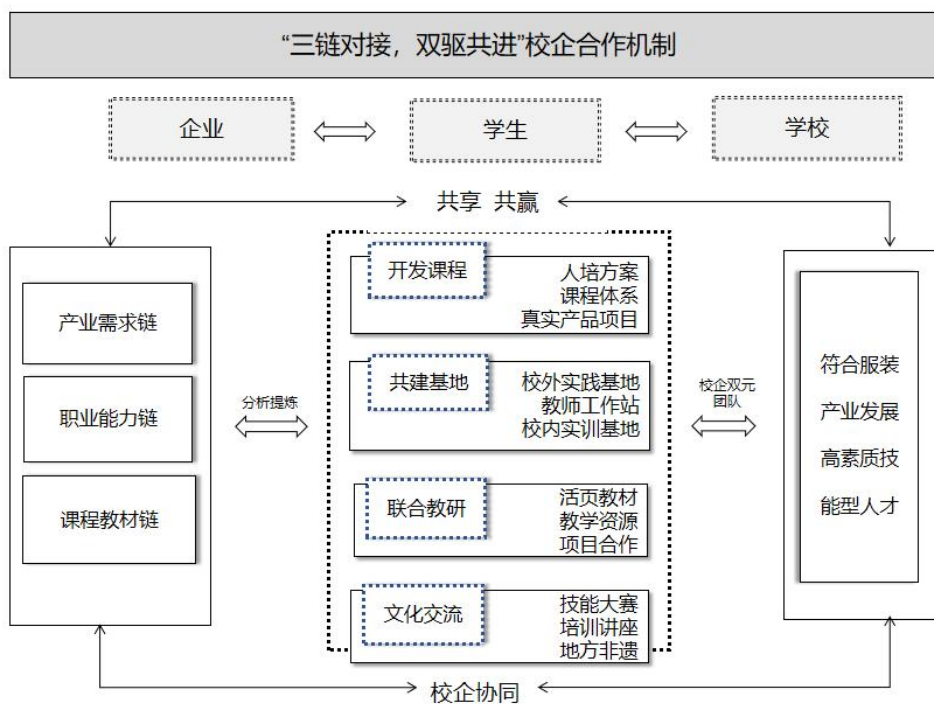 “三链对接，双驱共进”校企合作机制
企业
学生
学校
共享 共赢
产业需求链
职业能力链
课程教材链
分析提炼
开发课程
人培方案
课程体系
真实产品项目
共建基地
校外实践基地
教师工作站
校内实训基地
联合教研
活页教材
教学资源
项目合作
文化交流
技能大赛
培训讲座
地方非遗
校企双元
团队
符合服装
产业发展
高素质技
能型人才
校企协同